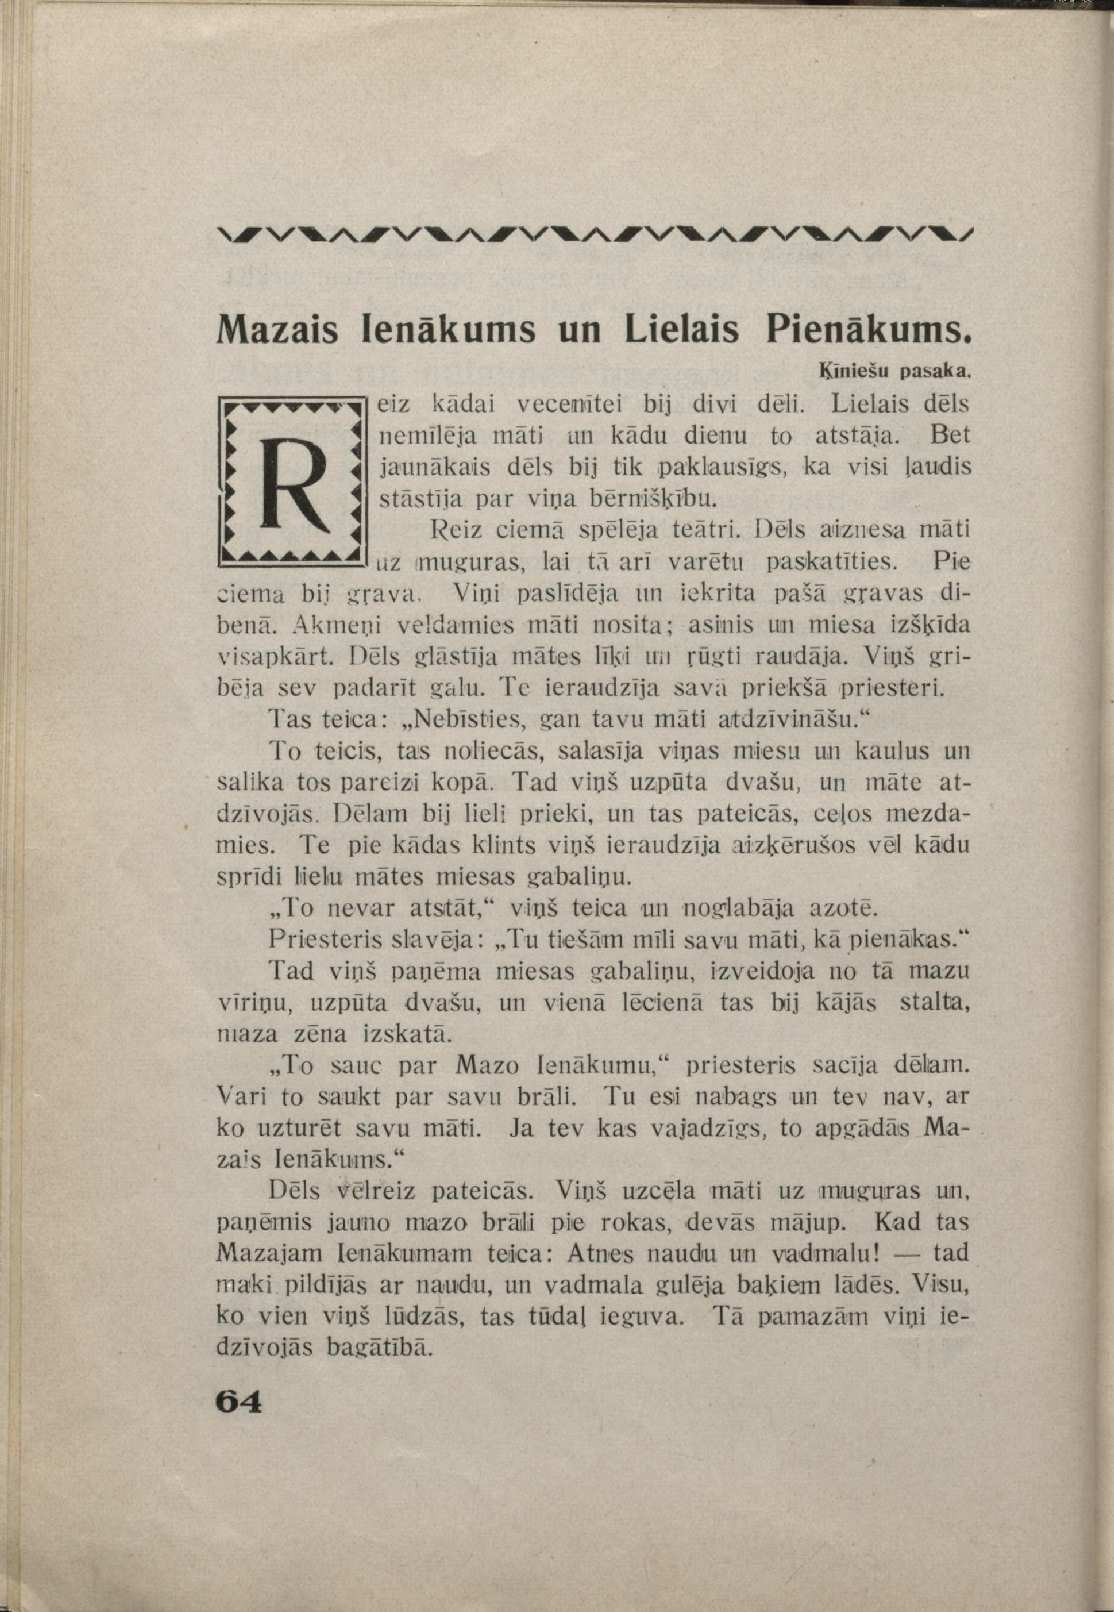 Mazais Ienākums un Lielais Pienākums.
Ķīniešu pasaka.
Reiz kādai vecenītei bij divi dēli. Lielais dēls
nemīlēja māti un kādu dienu to atstāja. Bet
jaunākais dēls bij tik paklausīgs, ka visi ļaudis
stāstīja par viņa bērnišķību.
Reiz ciemā spēlēja teātri. Dēls aiznesa māti
uz muguras, lai tā arī varētu paskatīties. Pie
ciema bij gŗava. Viņi paslīdēja un iekrita pašā gŗavas di-
benā. Akmeņi veldamies māti nosita; asinis un miesa izšķīda
visapkārt. Dēls glāstīja mātes līķi un ŗūgti raudāja. Viņš gri-
bēja sev padarīt galu. Te ieraudzīja savā priekšā priesteri.
Tas teica: „Nebīsties, gan tavu māti atdzīvināšu.“
To teicis, tas noliecās, salasīja viņas miesu un kaulus un
salika tos pareizi kopā. Tad viņš uzpūta dvašu, un māte at-
dzīvojās. Dēlam bij lieli prieki, un tas pateicās, ceļos mezda-
mies. Te pie kādas klints viņš ieraudzīja aizķērušos vēl kādu
sprīdi lielu mātes miesas gabaliņu.
„To nevar atstāt,“ viņš teica un noglabāja azotē.
Priesteris slavēja: „Tu tiešām mīli savu māti, kā pienākas.“
Tad viņš paņēma miesas gabaliņu, izveidoja no tā mazu
vīriņu, uzpūta dvašu, un vienā lēcienā tas bij kājās stalta,
maza zēna izskatā.
„To sauc par Mazo Ienākumu,“ priesteris sacīja dēlam.
Vari to saukt par savu brāli. Tu esi nabags un tev nav, ar
ko uzturēt savu māti. Ja tev kas vajadzīgs, to apgādās Ma-
zais Ienākums.“
Dēls vēlreiz pateicās. Viņš uzcēla māti uz muguras un,
paņēmis jauno mazo brāli pie rokas, devās mājup. Kad tas
Mazajam Ienākumam teica: Atnes naudu un vadmalu! — tad
maki pildījās ar naudu, un vadmala gulēja baķiem lādēs. Visu,
ko vien viņš lūdzās, tas tūdaļ ieguva. Tā pamazām viņi ie-
dzīvojās bagātībā.
64